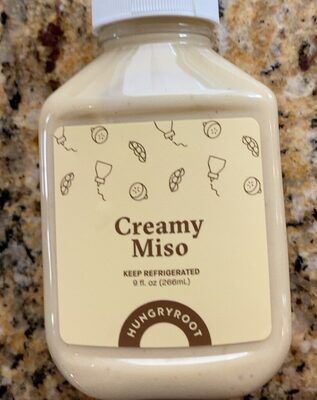 Creamy
Miso
KEEP REFRIGERATED
9 fl. oz (266mL)
HUNGRYROOT